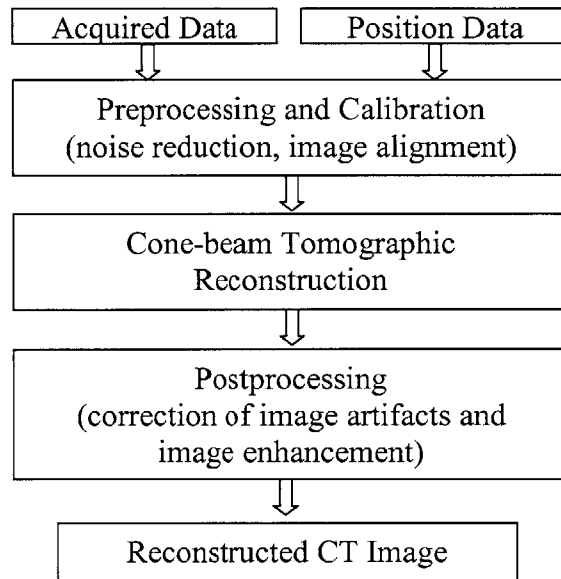 Acquired Data
Position Data
Preprocessing and Calibration
(noise reduction, image alignment)
Cone-beam Tomographic
Reconstruction
Postprocessing
(correction of image artifacts and
image enhancement)
Reconstructed CT Image